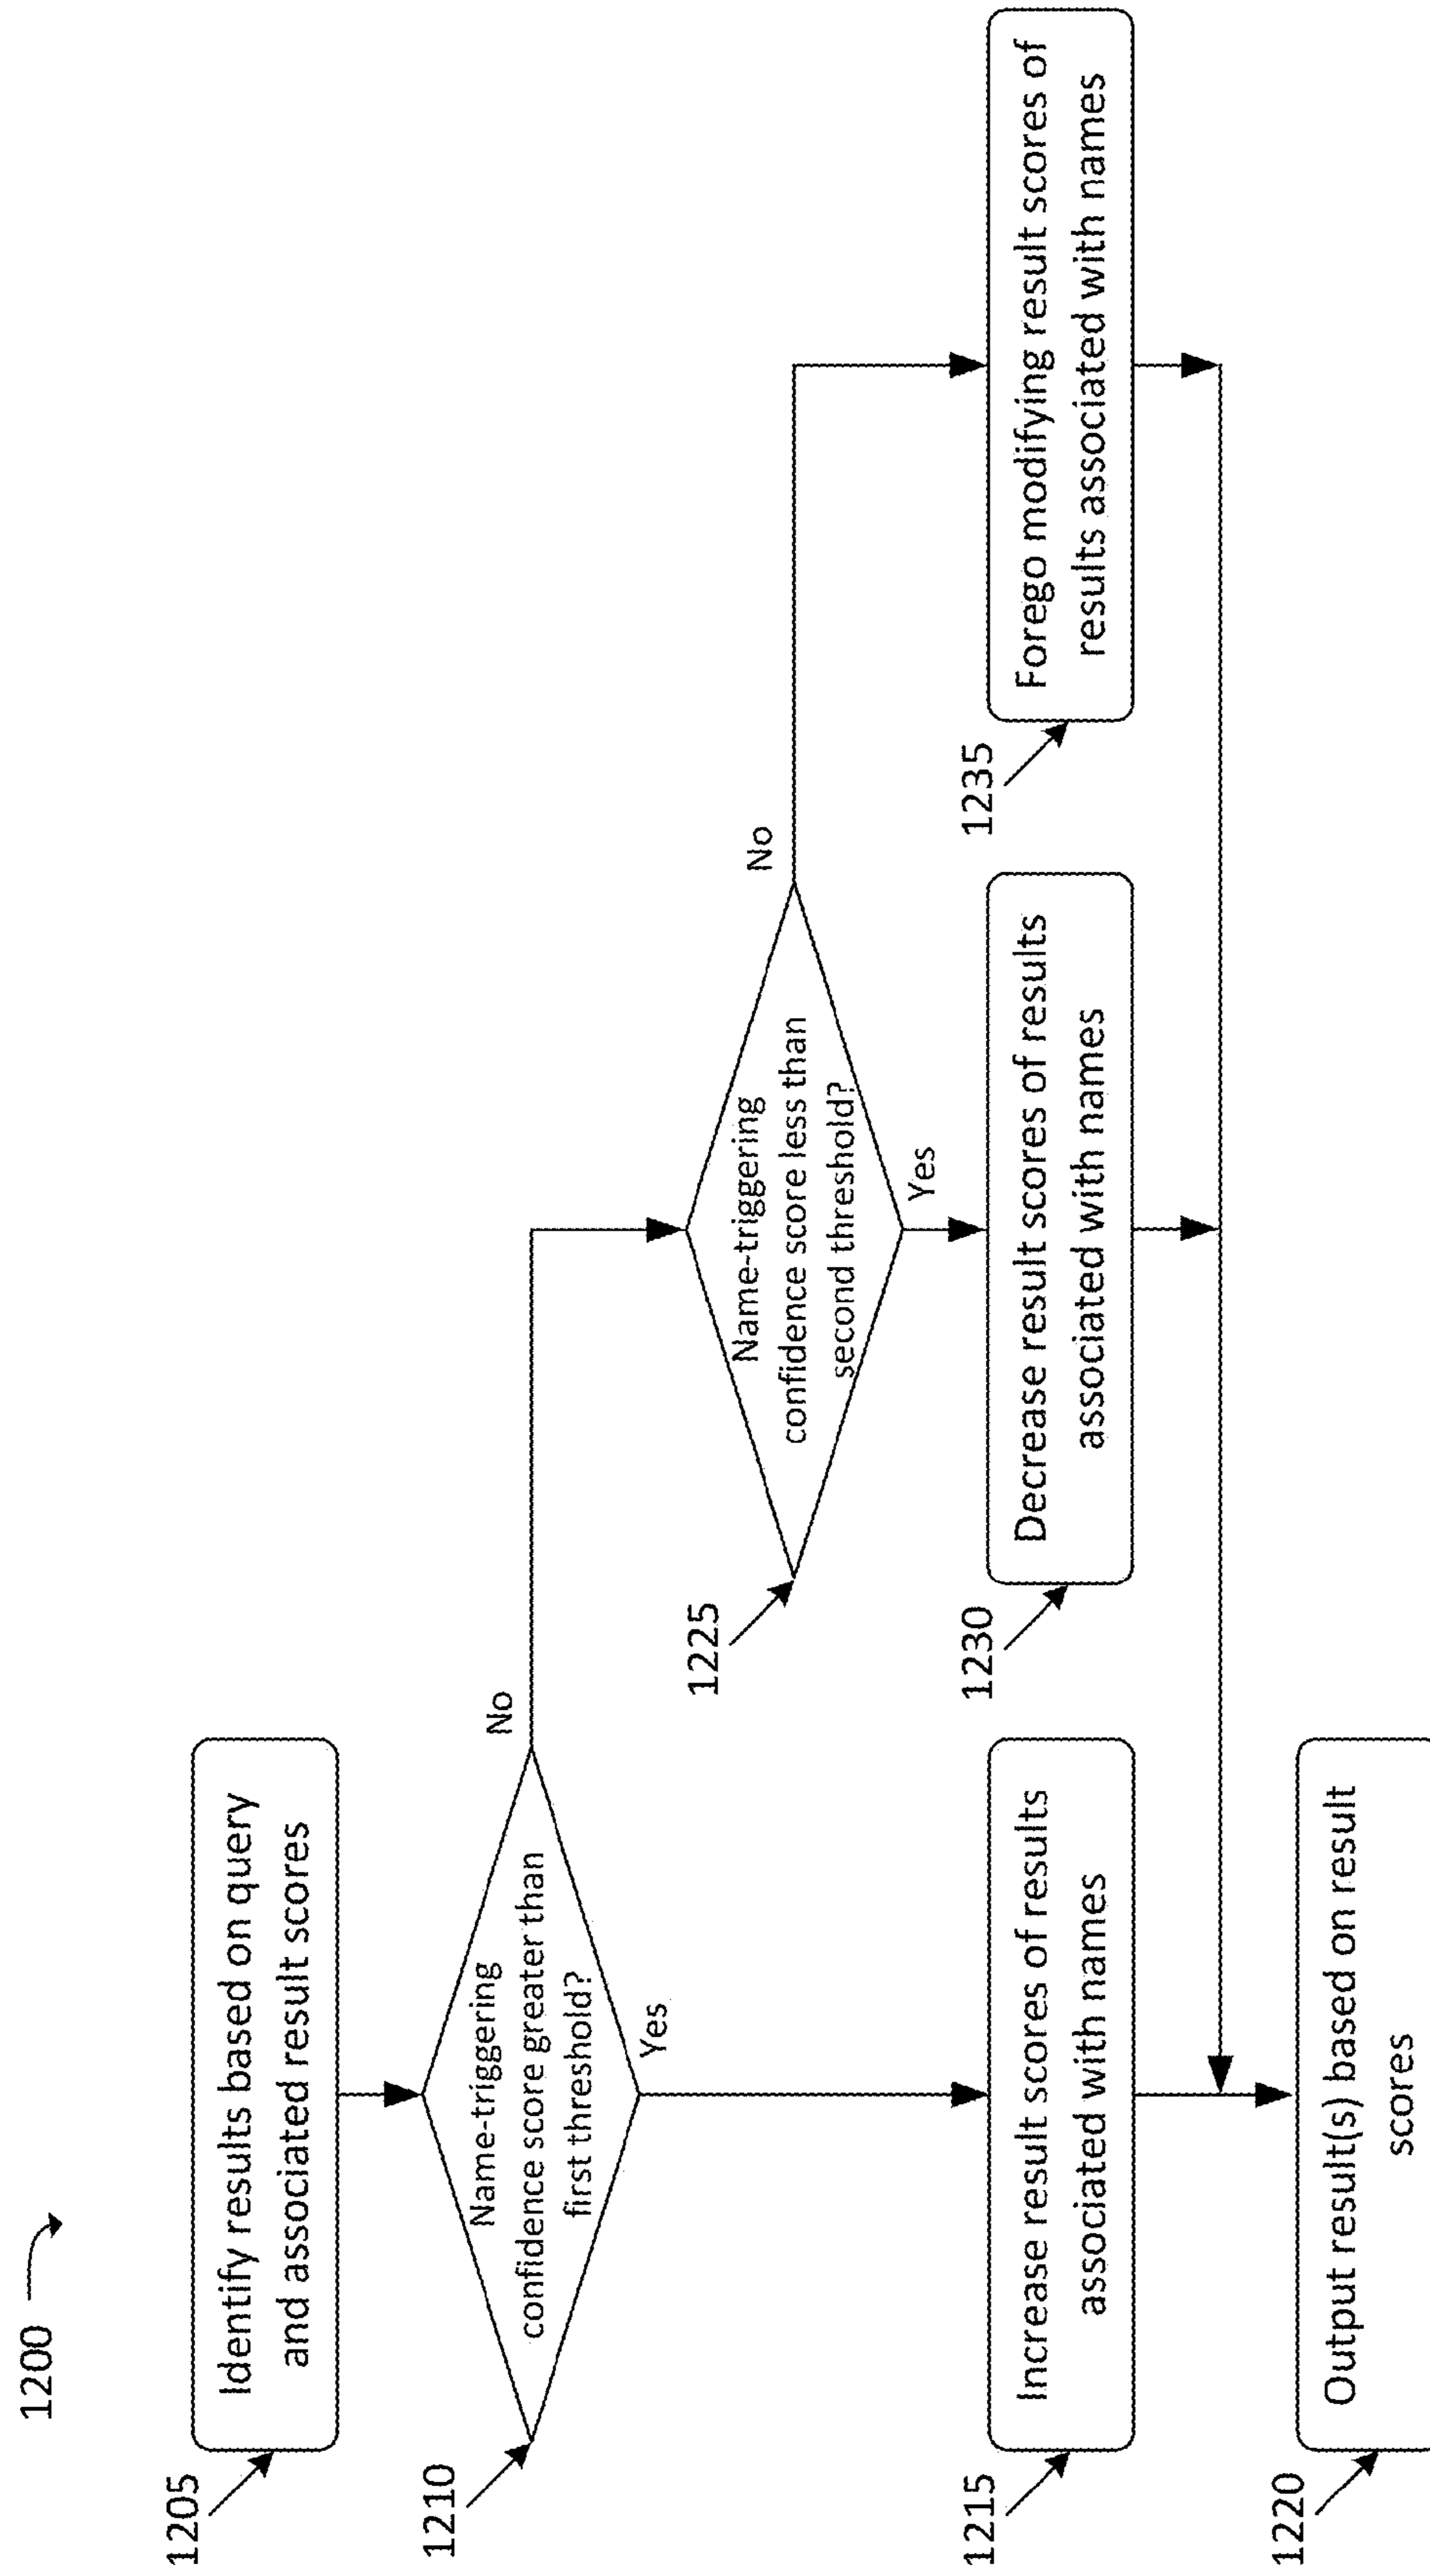 1200
1205
Identify results based on query
and associated result scores
1210
Name-triggering
confidence score greater than
first threshold?
No
Yes
1225
Name-triggering
confidence score less than
second threshold?
No
Yes
1215
Increase result scores of results
associated with names
1230
Decrease result scores of results
associated with names
1235
Forego modifying result scores of
results associated with names
1220
Output result(s) based on result
scores